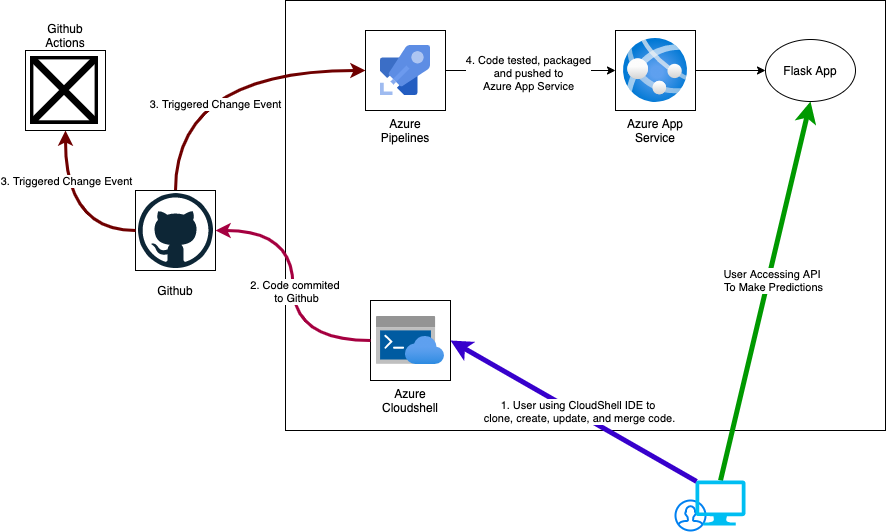 Github
Actions
3. Triggered Change Event
3. Triggered Change Event
Github
Azure
Pipelines
4. Code tested, packaged
and pushed to
Azure App Service
Azure App
Service
Flask App
2. Code commited
to Github
Azure
Cloudshell
User Accessing API
To Make Predictions
1. User using CloudShell IDE to
clone, create, update, and merge code.